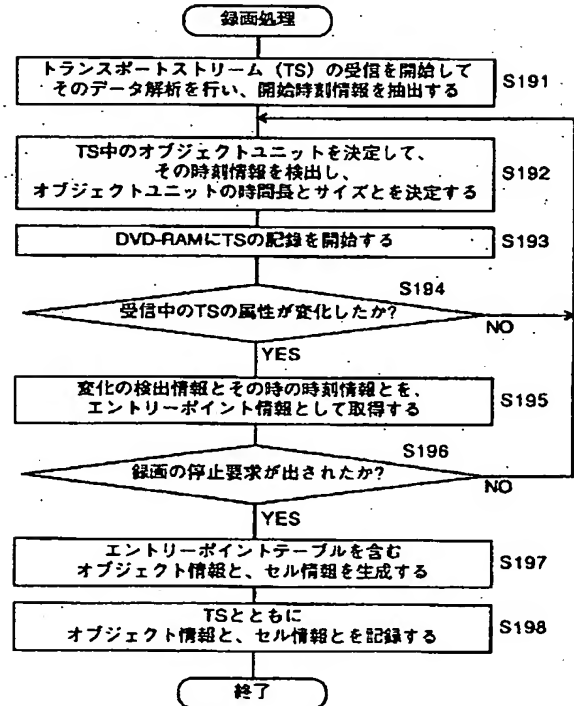 録画処理
トランスポートストリーム（TS）の受信を開始して
そのデータ解析を行い、開始時刻情報を抽出する
S191
TS中のオブジェクトユニットを決定して、
その時刻情報を検出し、
オブジェクトユニットの時間長とサイズとを決定する
S192
DVD-RAMにTSの記録を開始する
S193
S194
受信中のTSの属性が変化したか?
NO
YES
変化の検出情報とその時の時刻情報とを、
エントリーポイント情報として取得する
S195
S196
録画の停止要求が出されたか?
NO
YES
エントリーポイントテーブルを含む
オブジェクト情報と、セル情報を生成する
S197
TSとともに
オブジェクト情報と、セル情報とを記録する
S198
終了